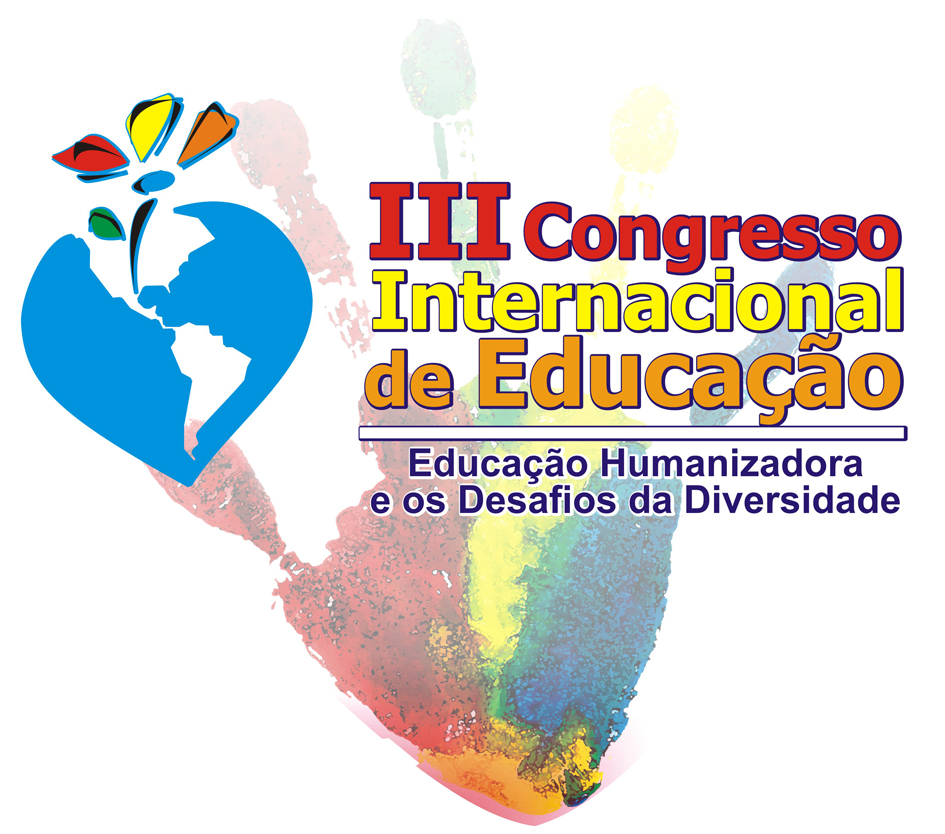 III Congresso
Internacional
de Educação
Educação Humanizadora
e os Desafios da Diversidade